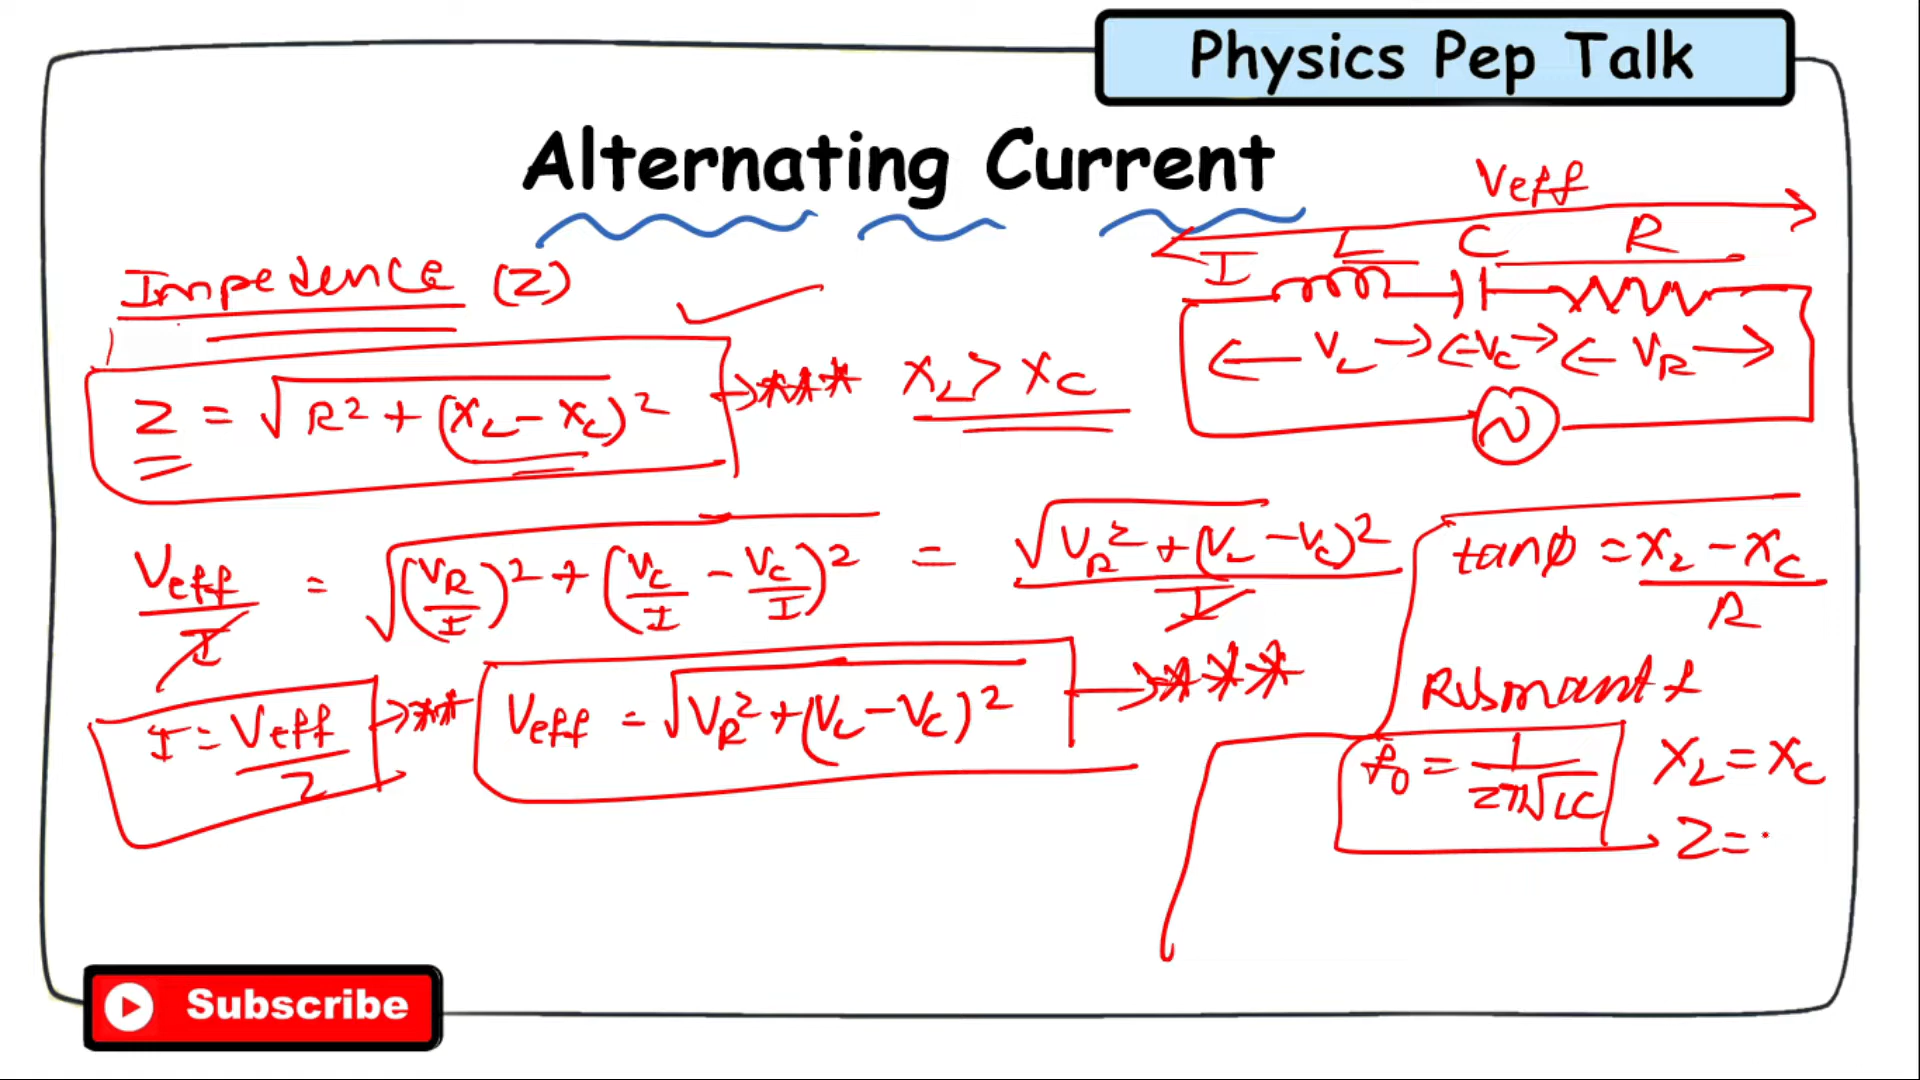 Physics Pep Talk
Alternating Current
Veff
I L C R
Impedence (Z)
VL VC VR
Z = √R² + (XL - XC)² →*** XL > XC
Veff/I = √(VR/I)² + (VC/I - VC/I)² = √VR² + (VL - VC)²/I
tanϕ = XL - XC/R
Resonant f
I = Veff/Z →** Veff = √VR² + (VL - VC)² →***
f0 = 1/2π√LC XL = XC
Z =
Subscribe